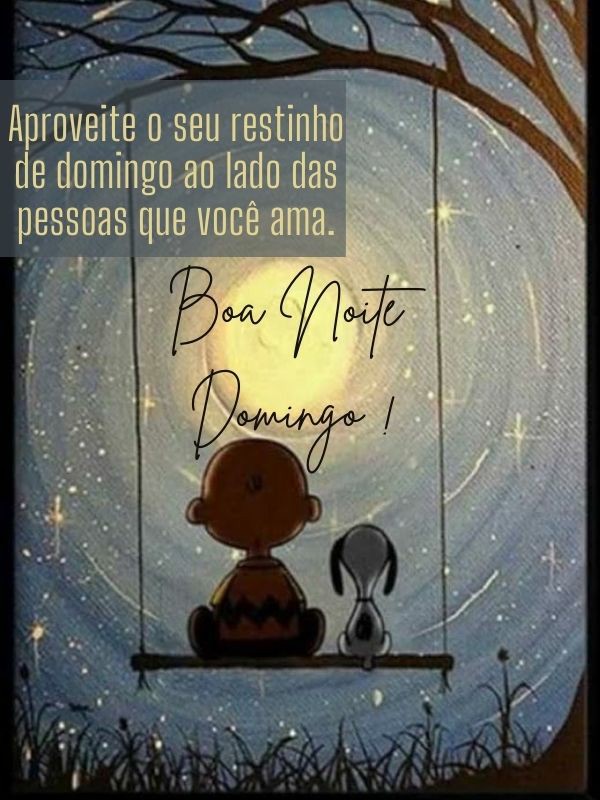 Aproveite o seu restinho
de domingo ao lado das
pessoas que você ama.
Boa Noite
Domingo !